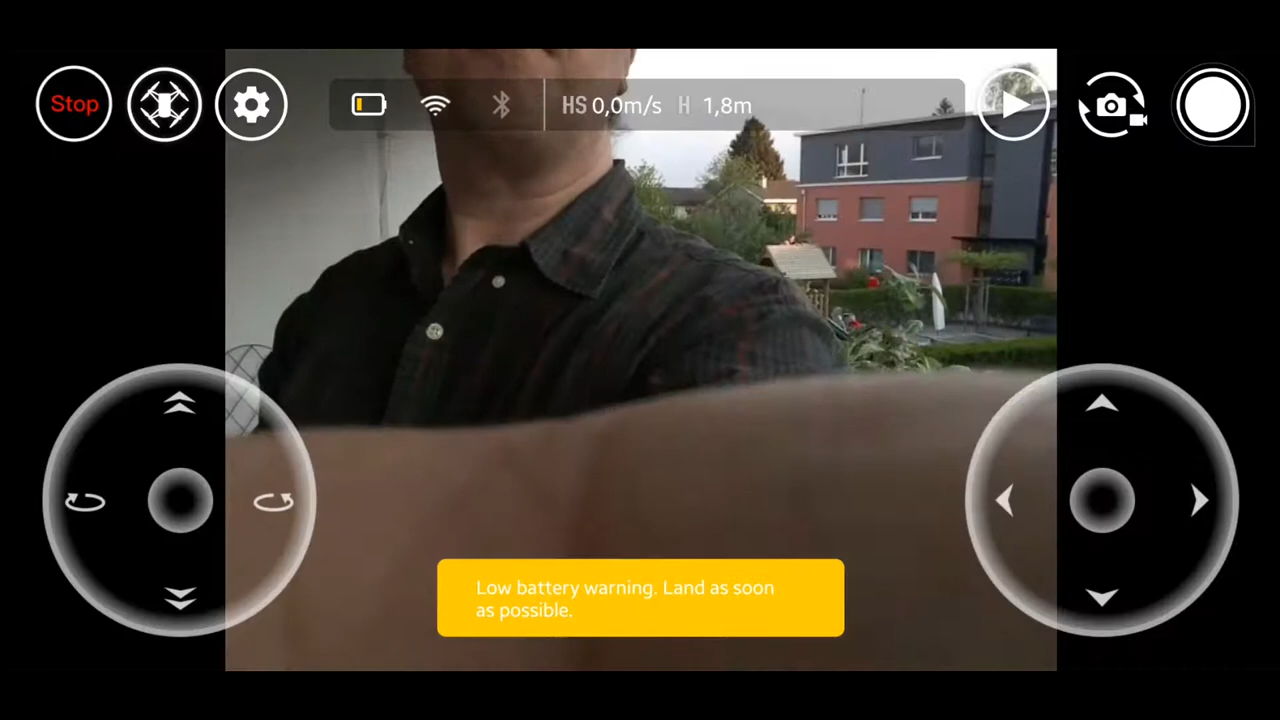 Stop
HS 0,0m/s H 1,8m
Low battery warning. Land as soon
as possible.